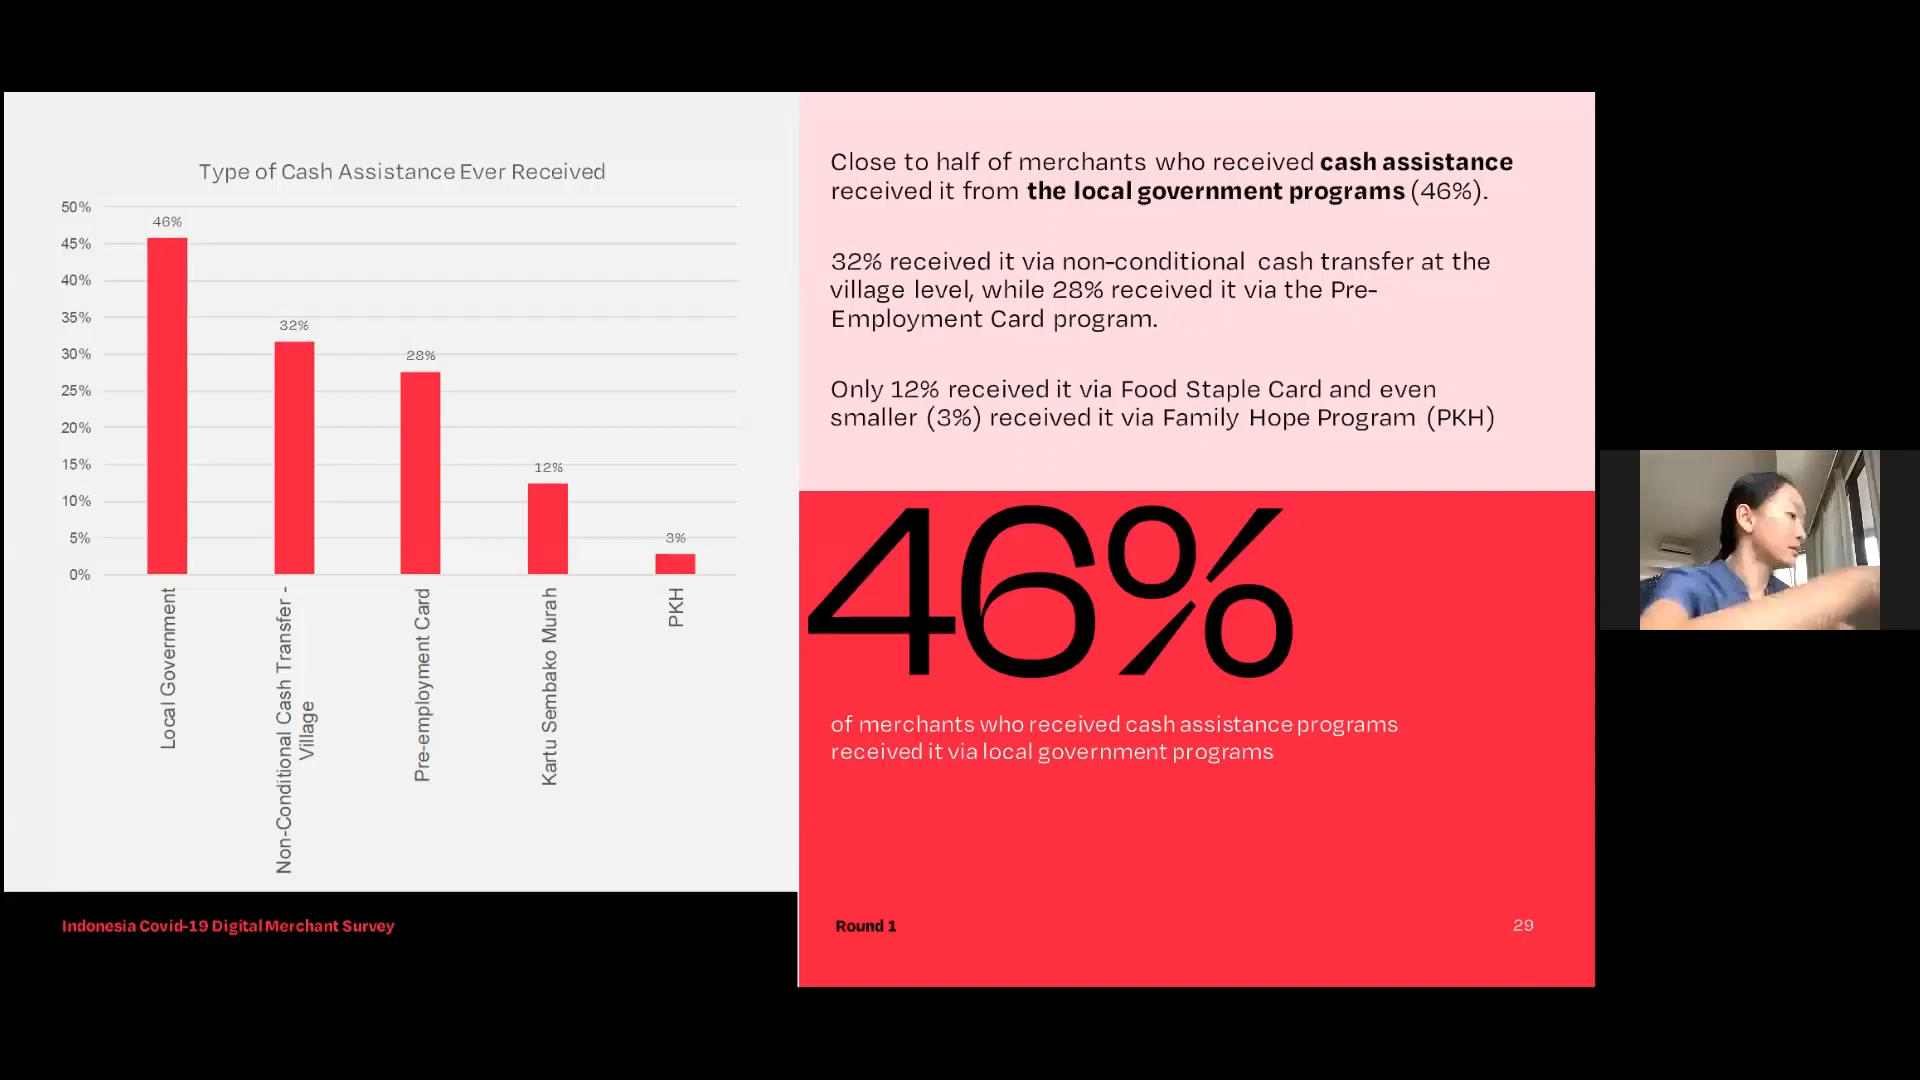 Type of Cash Assistance Ever Received
50%
45%
40%
35%
30%
25%
20%
15%
10%
5%
0%
46%
32%
28%
12%
3%
Local Government
Non-Conditional Cash Transfer -
Village
Pre-employment Card
Kartu Sembako Murah
PKH
Indonesia Covid-19 Digital Merchant Survey
Close to half of merchants who received cash assistance
received it from the local government programs (46%).
32% received it via non-conditional cash transfer at the
village level, while 28% received it via the Pre-
Employment Card program.
Only 12% received it via Food Staple Card and even
smaller (3%) received it via Family Hope Program (PKH)
46%
of merchants who received cash assistance programs
received it via local government programs
Round 1
29